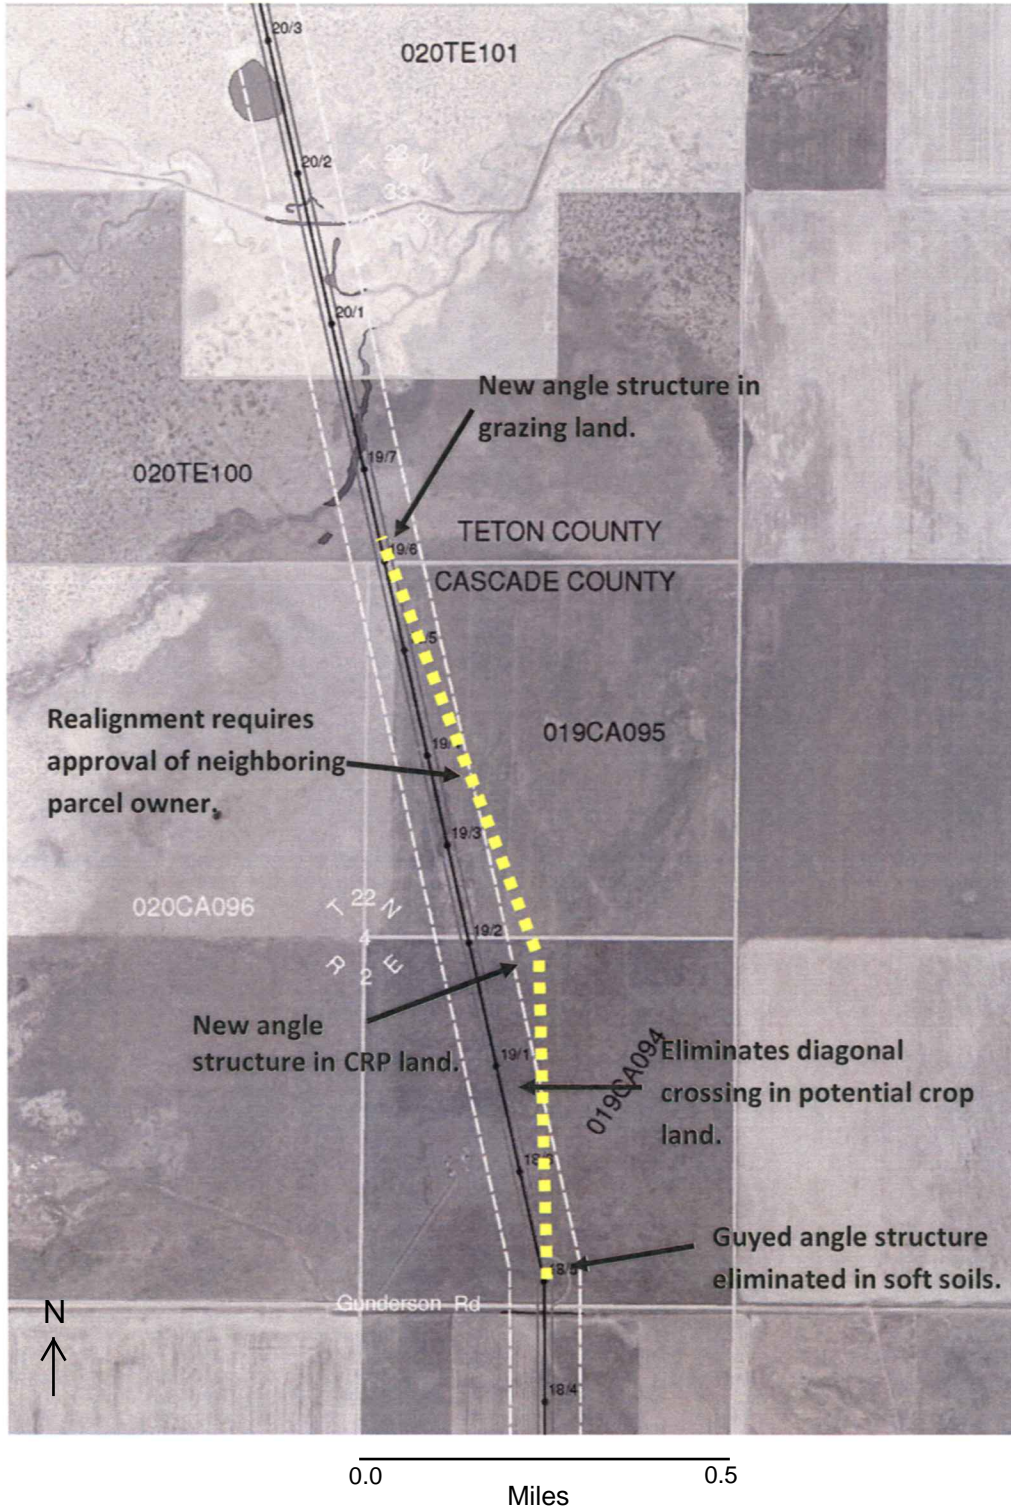 20/3
020TE101
20/2
20/1
New angle structure in
grazing land.
19/7
020TE100
TETON COUNTY
19/6
CASCADE COUNTY
Realignment requires
approval of neighboring
parcel owner.
019CA095
19/3
020CA096
T 22 N
19/2
4
R 2 E
New angle
structure in CRP land.
19/1
019CA094
Eliminates diagonal
crossing in potential crop
land.
Guyed angle structure
eliminated in soft soils.
18/5
Gunderson Rd
N
18/4
0.0
0.5
Miles